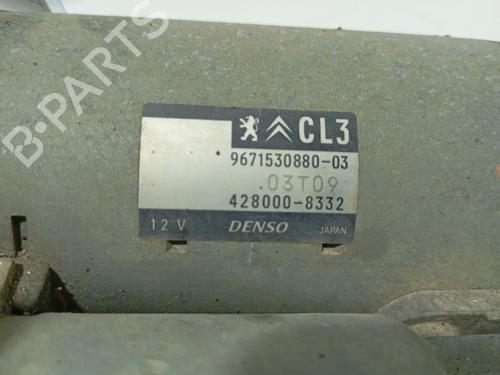 CL3
9671530880-03
.03T09
428000-8332
12 V DENSO JAPAN
B-PARTS